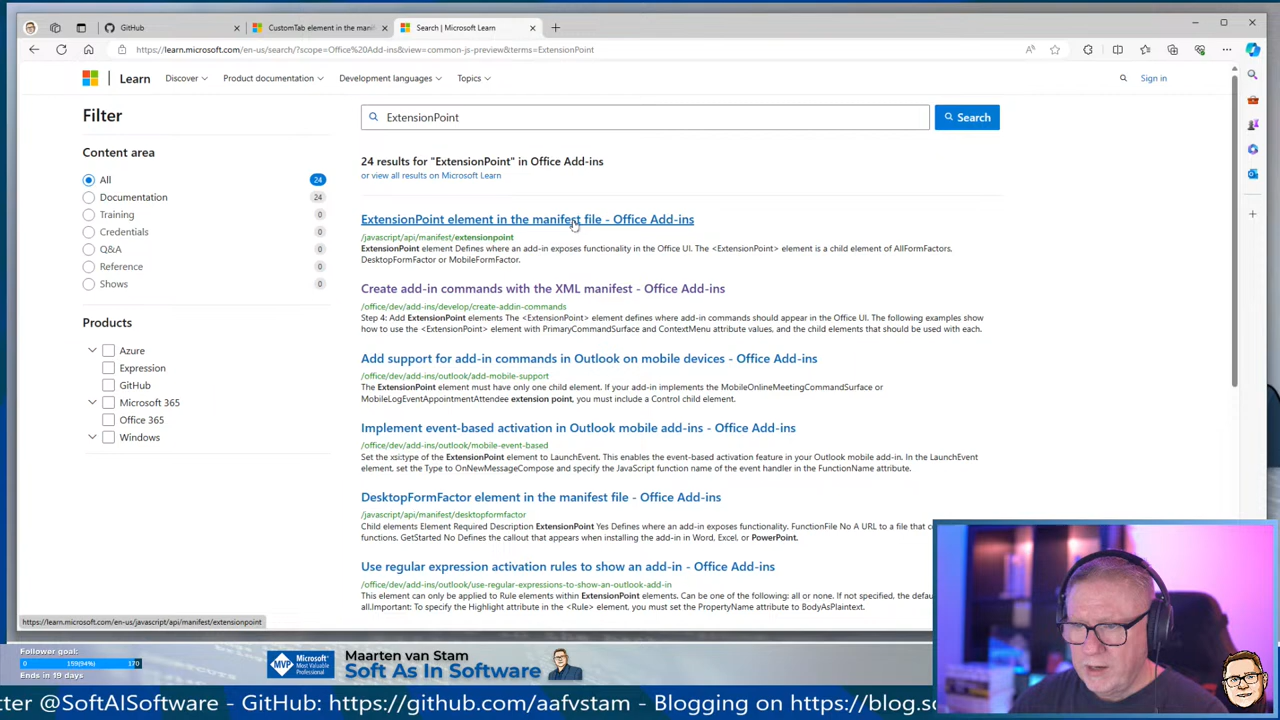 GitHub
CustomTab element in the manif
Search | Microsoft Learn
https://learn.microsoft.com/en-us/search/?scope=Office%20Add-ins&view=common-js-preview&terms=ExtensionPoint
Learn
Discover
Product documentation
Development languages
Topics
Sign in
Filter
Content area
All 24
Documentation 24
Training 0
Credentials 0
Q&A 0
Reference 0
Shows 0
Products
Azure
Expression
GitHub
Microsoft 365
Office 365
Windows
ExtensionPoint
Search
24 results for "ExtensionPoint" in Office Add-ins
or view all results on Microsoft Learn
ExtensionPoint element in the manifest file - Office Add-ins
/javascript/api/manifest/extensionpoint
ExtensionPoint element Defines where an add-in exposes functionality in the Office UI. The <ExtensionPoint> element is a child element of AllFormFactors,
DesktopFormFactor or MobileFormFactor.
Create add-in commands with the XML manifest - Office Add-ins
/office/dev/add-ins/develop/create-addin-commands
Step 4: Add ExtensionPoint elements The <ExtensionPoint> element defines where add-in commands should appear in the Office UI. The following examples show
how to use the <ExtensionPoint> element with PrimaryCommandSurface and ContextMenu attribute values, and the child elements that should be used with each.
Add support for add-in commands in Outlook on mobile devices - Office Add-ins
/office/dev/add-ins/outlook/add-mobile-support
The ExtensionPoint element must have only one child element. If your add-in implements the MobileOnlineMeetingCommandSurface or
MobileLogEventAppointmentAttendee extension point, you must include a Control child element.
Implement event-based activation in Outlook mobile add-ins - Office Add-ins
/office/dev/add-ins/outlook/mobile-event-based
Set the xsi:type of the ExtensionPoint element to LaunchEvent. This enables the event-based activation feature in your Outlook mobile add-in. In the LaunchEvent
element, set the Type to OnNewMessageCompose and specify the JavaScript function name of the event handler in the FunctionName attribute.
DesktopFormFactor element in the manifest file - Office Add-ins
/javascript/api/manifest/desktopformfactor
Child elements Element Required Description ExtensionPoint Yes Defines where an add-in exposes functionality. FunctionFile No A URL to a file that c
functions. GetStarted No Defines the callout that appears when installing the add-in in Word, Excel, or PowerPoint.
Use regular expression activation rules to show an add-in - Office Add-ins
/office/dev/add-ins/outlook/use-regular-expressions-to-show-an-outlook-add-in
This element can only be applied to Rule elements within ExtensionPoint elements. Can be one of the following: all or none. If not specified, the defau
all.Important: To specify the Highlight attribute in the <Rule> element, you must set the PropertyName attribute to BodyAsPlaintext.
https://learn.microsoft.com/en-us/javascript/api/manifest/extensionpoint
Follower goal:
0 159(94%) 170
Ends in 19 days
MVP
Microsoft
Most Valuable
Professional
Maarten van Stam
Soft As In Software
tter @SoftAISoftware - GitHub: https://github.com/aafvstam - Blogging on https://blog.so